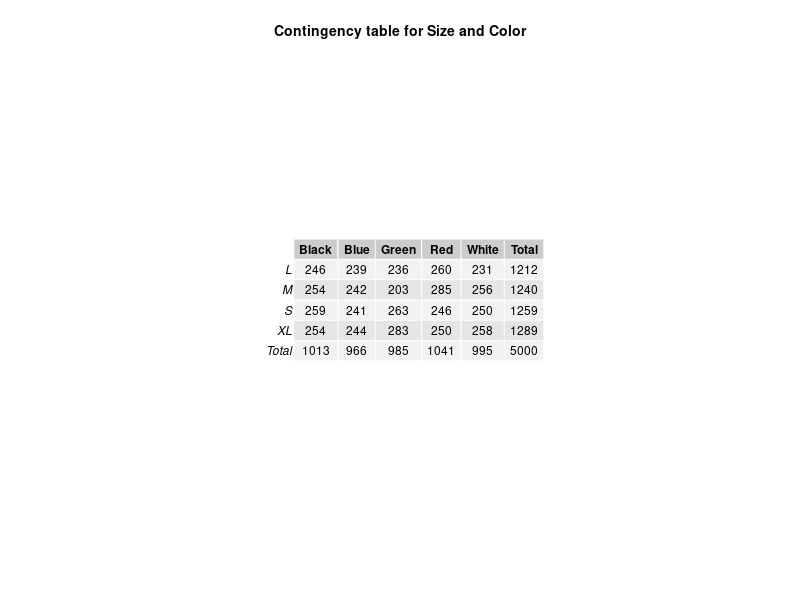 Contingency table for Size and Color
Black Blue Green Red White Total
L 246 239 236 260 231 1212
M 254 242 203 285 256 1240
S 259 241 263 246 250 1259
XL 254 244 283 250 258 1289
Total 1013 966 985 1041 995 5000